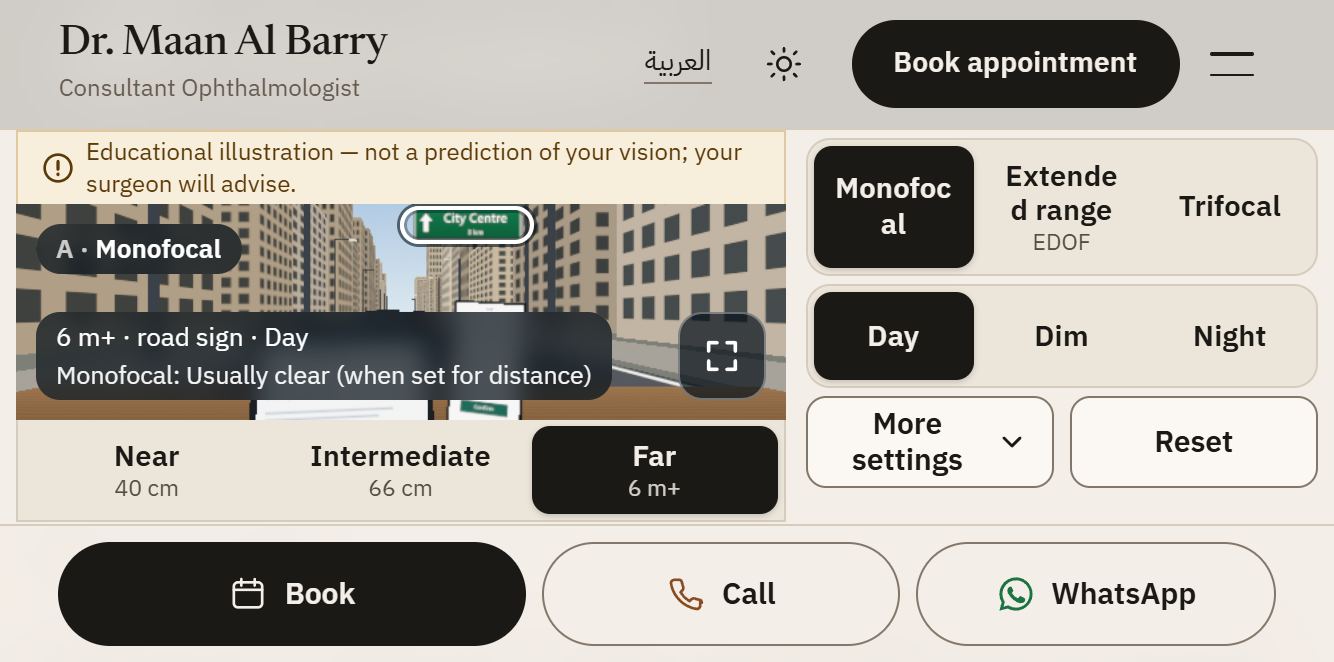 Dr. Maan Al Barry
Consultant Ophthalmologist
العربية
Book appointment
Educational illustration — not a prediction of your vision; your
surgeon will advise.
City Centre
A · Monofocal
6 m+ · road sign · Day
Monofocal: Usually clear (when set for distance)
Near
40 cm
Intermediate
66 cm
Far
6 m+
Monofoc
al
Extende
d range
EDOF
Trifocal
Day
Dim
Night
More
settings
Reset
Book
Call
WhatsApp